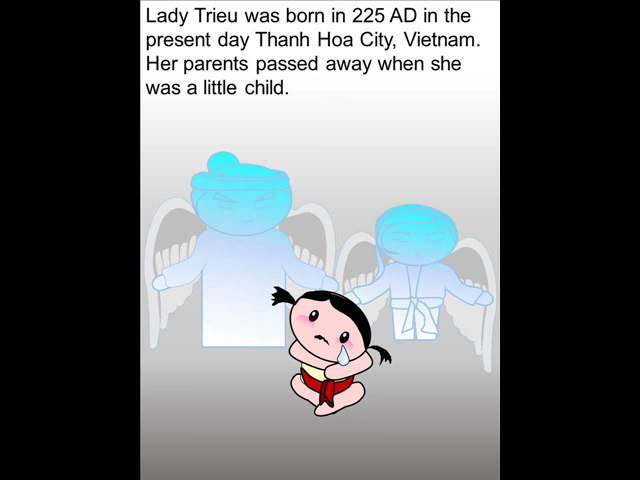 Lady Trieu was born in 225 AD in the
present day Thanh Hoa City, Vietnam.
Her parents passed away when she
was a little child.